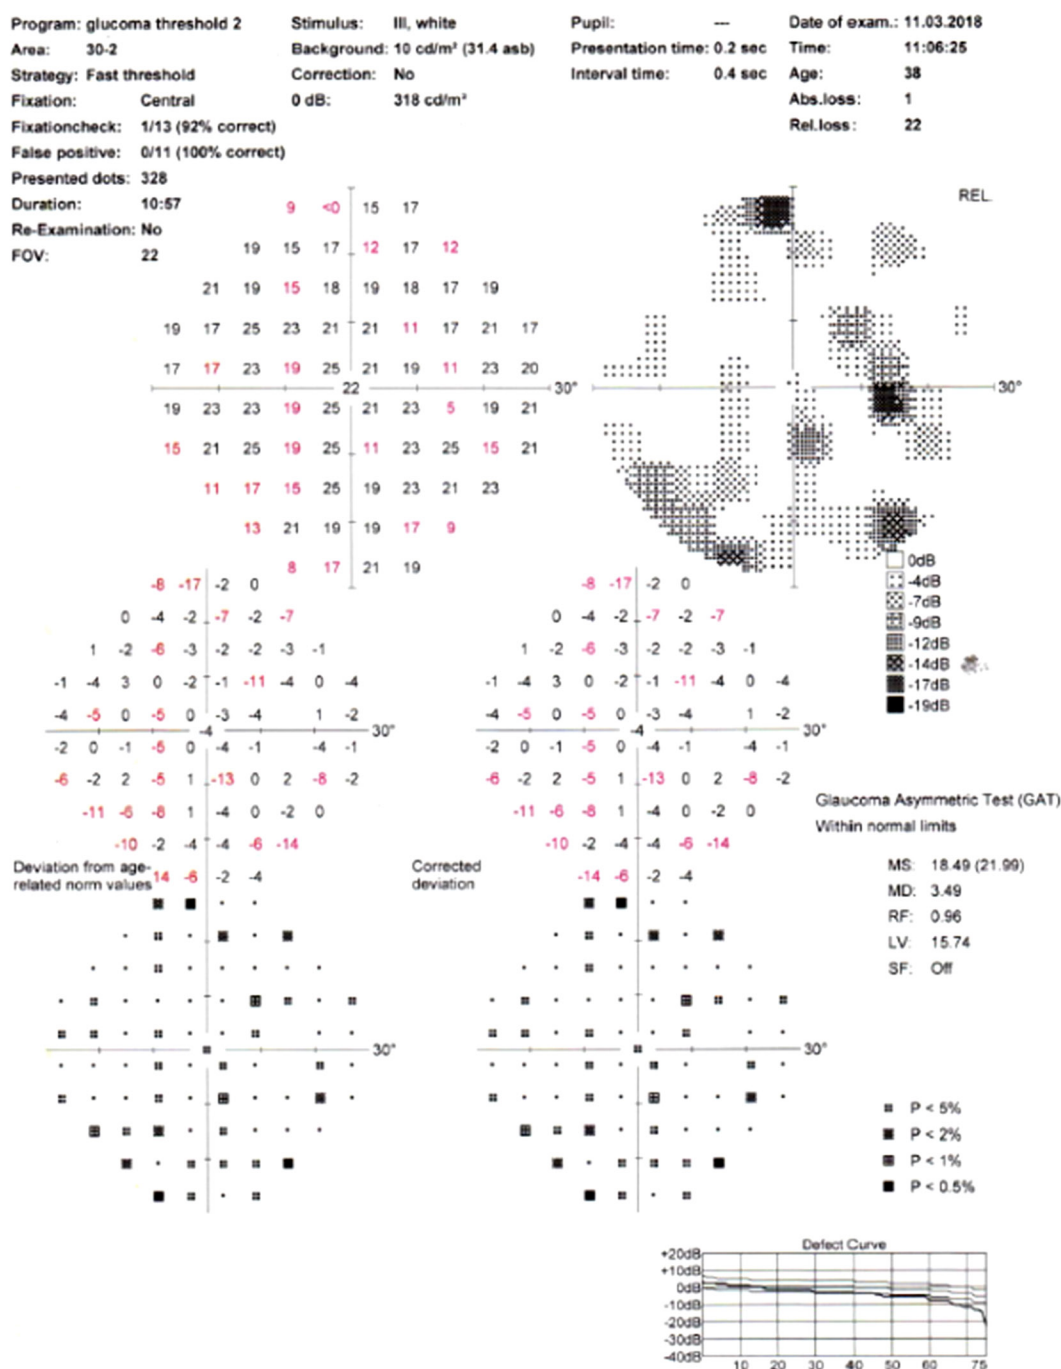 Program: glucoma threshold 2 Stimulus: III, white Pupil: --- Date of exam.: 11.03.2018
Area: 30-2 Background: 10 cd/m² (31.4 asb) Presentation time: 0.2 sec Time: 11:06:25
Strategy: Fast threshold Correction: No Interval time: 0.4 sec Age: 38
Fixation: Central 0 dB: 318 cd/m² Abs.loss: 1
Fixationcheck: 1/13 (92% correct) Rel.loss: 22
False positive: 0/11 (100% correct)
Presented dots: 328
Duration: 10:57 9 <0 15 17 REL.
Re-Examination: No
FOV: 22 19 15 17 12 17 12
21 19 15 18 19 18 17 19
19 17 25 23 21 21 11 17 21 17
17 17 23 19 25 21 19 11 23 20
22 30° 30°
19 23 23 19 25 21 23 5 19 21
15 21 25 19 25 11 23 25 15 21
11 17 15 25 19 23 21 23
13 21 19 19 17 9
8 17 21 19
0dB
-4dB
-7dB
-9dB
-12dB
-14dB
-17dB
-19dB
-8 -17 -2 0
0 -4 -2 -7 -2 -7
1 -2 -6 -3 -2 -2 -3 -1
-1 -4 3 0 -2 -1 -11 -4 0 -4
-4 -5 0 -5 0 -3 -4 1 -2
-4 30°
-2 0 -1 -5 0 -4 -1 -4 -1
-6 -2 2 -5 1 -13 0 2 -8 -2
-11 -6 -8 1 -4 0 -2 0
-10 -2 -4 -4 -6 -14
14 -6 -2 -4
Deviation from age-
related norm values
-8 -17 -2 0
0 -4 -2 -7 -2 -7
1 -2 -6 -3 -2 -2 -3 -1
-1 -4 3 0 -2 -1 -11 -4 0 -4
-4 -5 0 -5 0 -3 -4 1 -2
-4 30°
-2 0 -1 -5 0 -4 -1 -4 -1
-6 -2 2 -5 1 -13 0 2 -8 -2
-11 -6 -8 1 -4 0 -2 0
-10 -2 -4 -4 -6 -14
-14 -6 -2 -4
Corrected
deviation
Glaucoma Asymmetric Test (GAT)
Within normal limits
MS: 18.49 (21.99)
MD: 3.49
RF: 0.96
LV: 15.74
SF: Off
30° 30°
P < 5%
P < 2%
P < 1%
P < 0.5%
Defect Curve
+20dB
+10dB
0dB
-10dB
-20dB
-30dB
-40dB
10 20 30 40 50 60 75